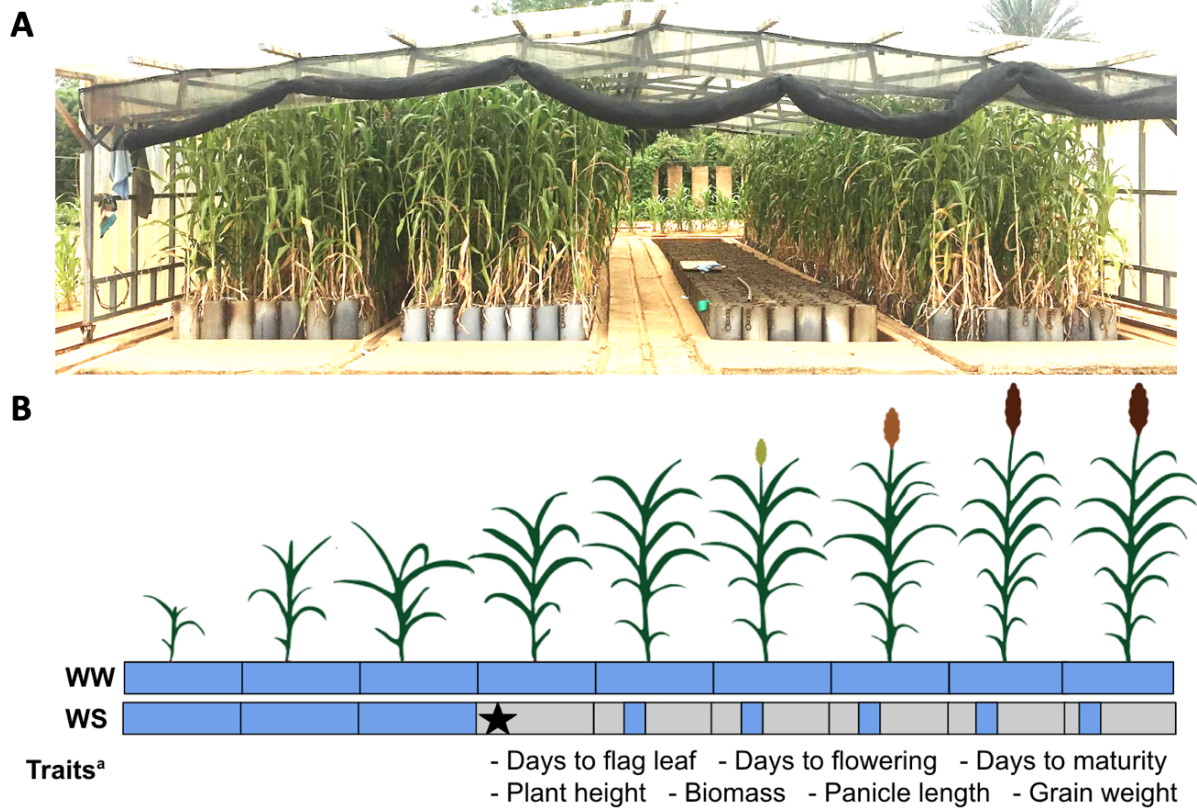 A
B
WW
WS
Traitsᵃ
- Days to flag leaf - Days to flowering - Days to maturity
- Plant height - Biomass - Panicle length - Grain weight